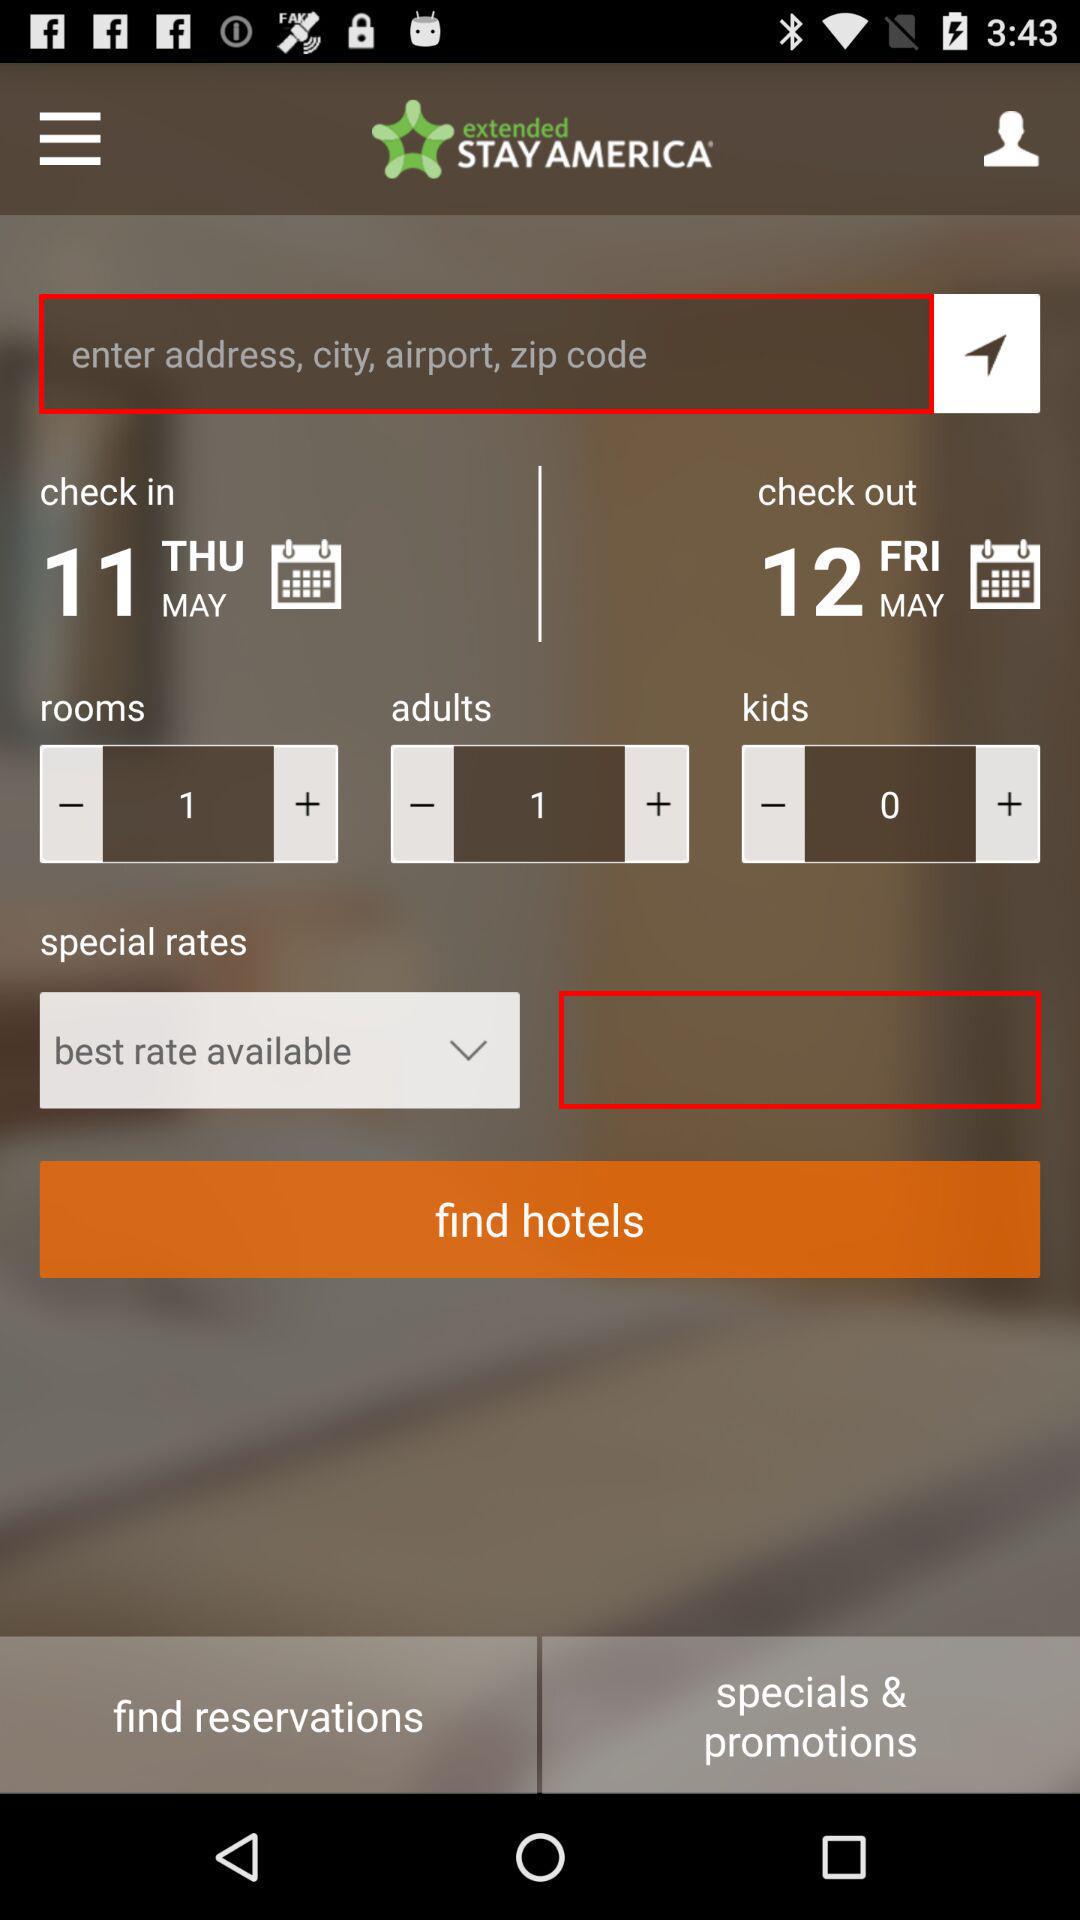 FAKE
3:43
extended
STAY AMERICA
enter address, city, airport, zip code
check in
11 THU MAY
check out
12 FRI MAY
rooms
adults
kids
− 1 +
− 1 +
− 0 +
special rates
best rate available
find hotels
find reservations
specials &
promotions